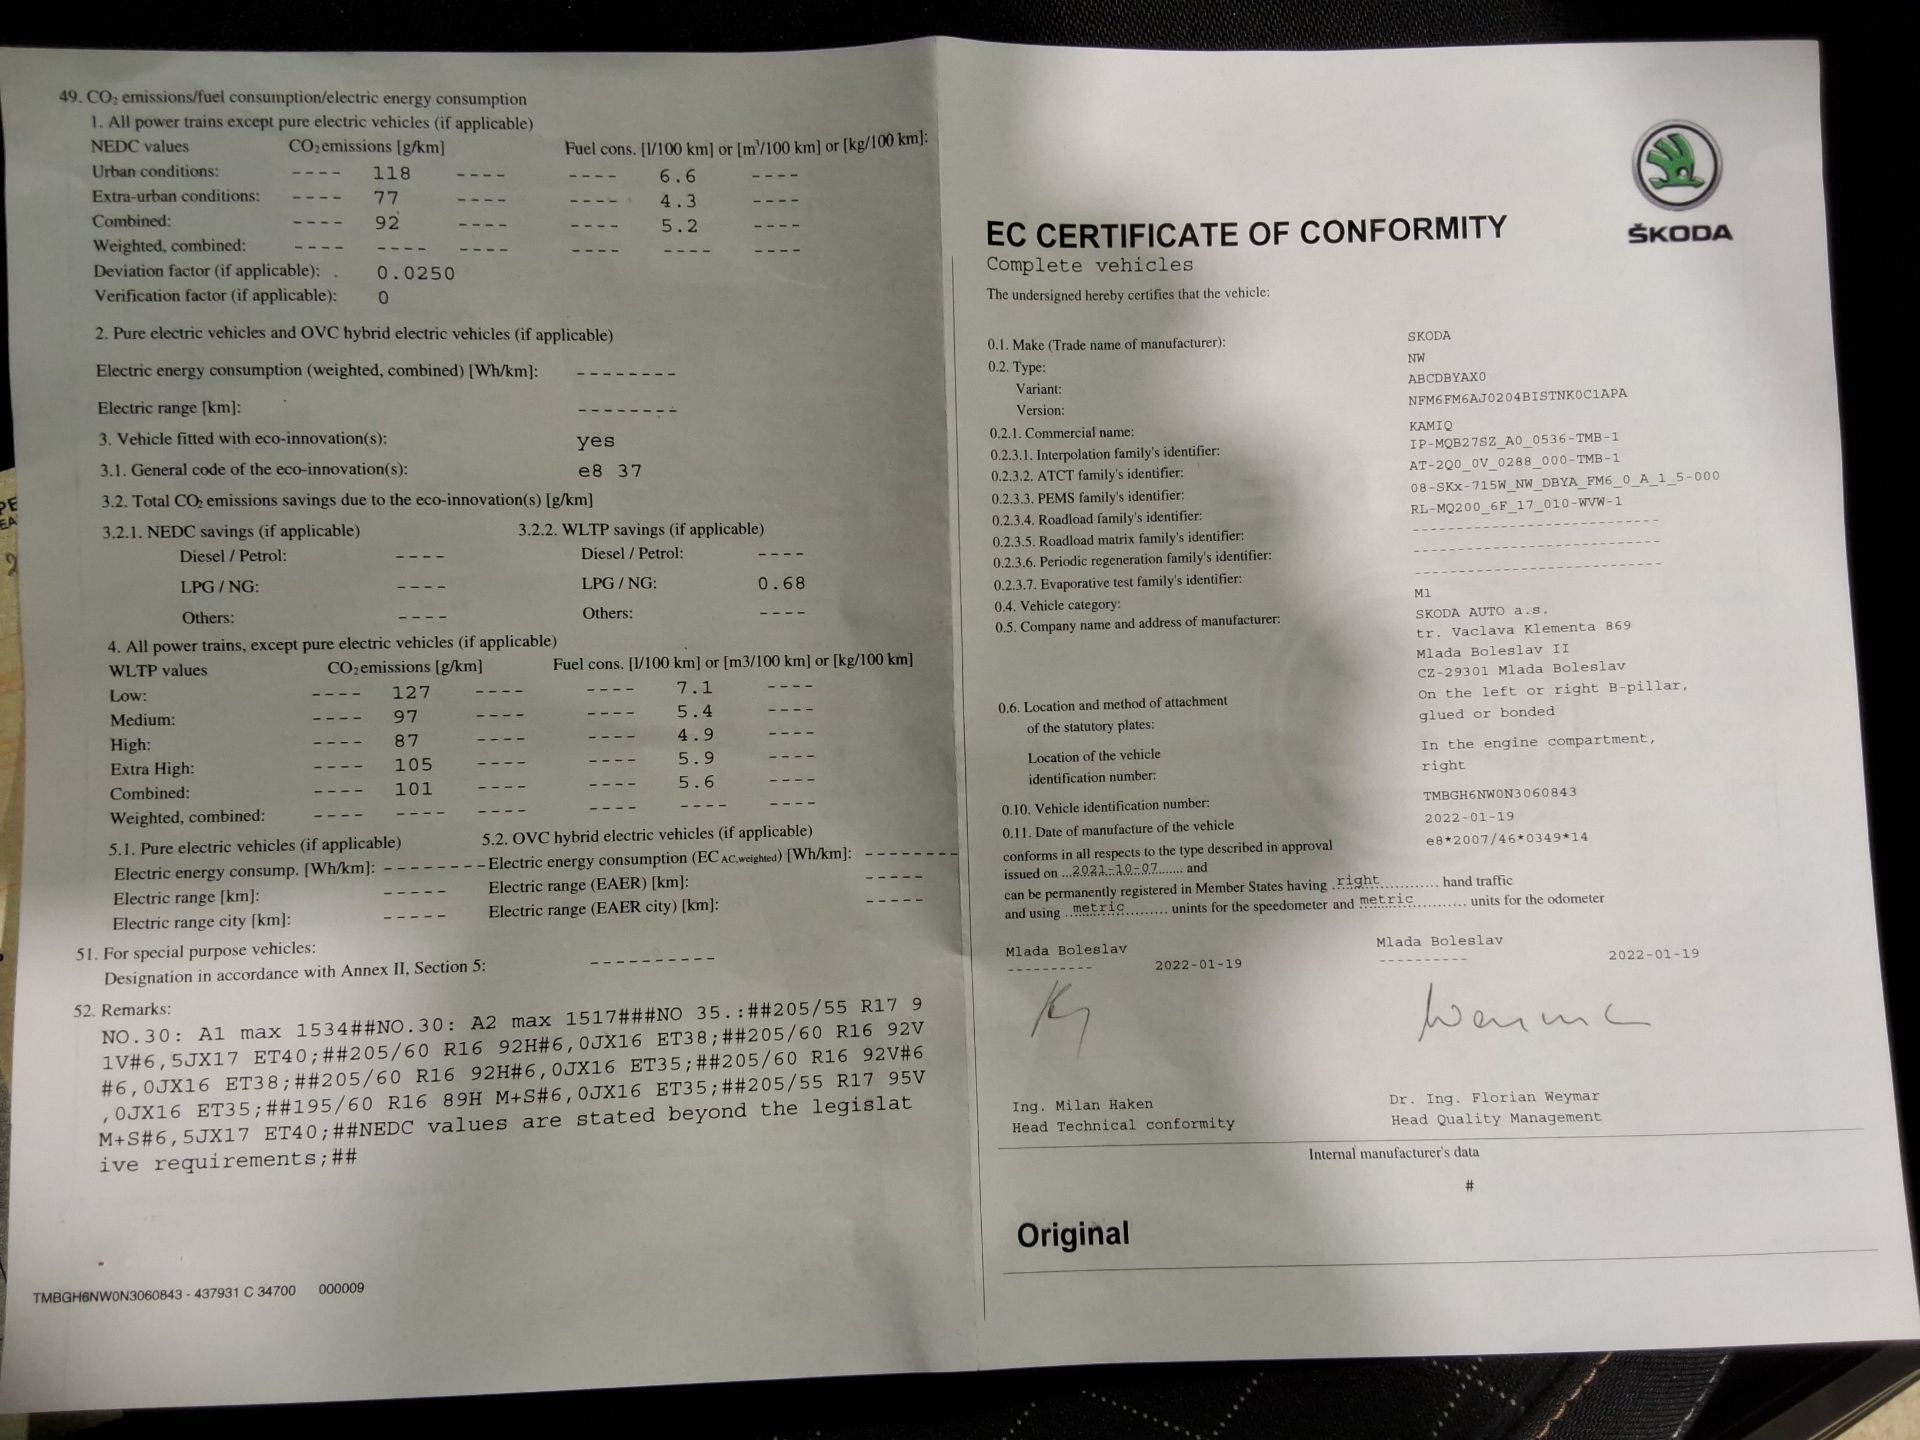 49. CO₂ emissions/fuel consumption/electric energy consumption
1. All power trains except pure electric vehicles (if applicable)
NEDC values CO₂emissions [g/km] Fuel cons. [l/100 km] or [m³/100 km] or [kg/100 km]:
Urban conditions: ---- 118 ---- ---- 6.6 ----
Extra-urban conditions: ---- 77 ---- ---- 4.3 ----
Combined: ---- 92 ---- ---- 5.2 ----
Weighted, combined: ---- ---- ---- ---- ---- ----
Deviation factor (if applicable): 0.0250
Verification factor (if applicable): 0
2. Pure electric vehicles and OVC hybrid electric vehicles (if applicable)
Electric energy consumption (weighted, combined) [Wh/km]: --------
Electric range [km]: --------
3. Vehicle fitted with eco-innovation(s): yes
3.1. General code of the eco-innovation(s): e8 37
3.2. Total CO₂ emissions savings due to the eco-innovation(s) [g/km]
3.2.1. NEDC savings (if applicable) 3.2.2. WLTP savings (if applicable)
Diesel / Petrol: ---- Diesel / Petrol: ----
LPG / NG: ---- LPG / NG: 0.68
Others: ---- Others: ----
4. All power trains, except pure electric vehicles (if applicable)
WLTP values CO₂emissions [g/km] Fuel cons. [l/100 km] or [m3/100 km] or [kg/100 km]
Low: ---- 127 ---- ---- 7.1 ----
Medium: ---- 97 ---- ---- 5.4 ----
High: ---- 87 ---- ---- 4.9 ----
Extra High: ---- 105 ---- ---- 5.9 ----
Combined: ---- 101 ---- ---- 5.6 ----
Weighted, combined: ---- ---- ---- ---- ---- ----
5.1. Pure electric vehicles (if applicable) 5.2. OVC hybrid electric vehicles (if applicable)
Electric energy consump. [Wh/km]: -------- Electric energy consumption (EC AC,weighted) [Wh/km]: --------
Electric range [km]: ----- Electric range (EAER) [km]: -----
Electric range city [km]: ----- Electric range (EAER city) [km]: -----
51. For special purpose vehicles:
Designation in accordance with Annex II, Section 5: ----------
52. Remarks:
NO.30: A1 max 1534##NO.30: A2 max 1517###NO 35.:##205/55 R17 9
1V#6,5JX17 ET40;##205/60 R16 92H#6,0JX16 ET38;##205/60 R16 92V
#6,0JX16 ET38;##205/60 R16 92H#6,0JX16 ET35;##205/60 R16 92V#6
,0JX16 ET35;##195/60 R16 89H M+S#6,0JX16 ET35;##205/55 R17 95V
M+S#6,5JX17 ET40;##NEDC values are stated beyond the legislat
ive requirements;##
TMBGH6NW0N3060843 - 437931 C 34700 000009
ŠKODA
EC CERTIFICATE OF CONFORMITY
Complete vehicles
The undersigned hereby certifies that the vehicle:
0.1. Make (Trade name of manufacturer): SKODA
0.2. Type: NW
Variant: ABCDBYAX0
Version: NFM6FM6AJ0204BISTNK0C1APA
0.2.1. Commercial name: KAMIQ
0.2.3.1. Interpolation family's identifier: IP-MQB27SZ_A0_0536-TMB-1
0.2.3.2. ATCT family's identifier: AT-2Q0_0V_0288_000-TMB-1
0.2.3.3. PEMS family's identifier: 08-SKx-715W_NW_DBYA_FM6_0_A_1_5-000
0.2.3.4. Roadload family's identifier: RL-MQ200_6F_17_010-WVW-1
0.2.3.5. Roadload matrix family's identifier: ----------------------------
0.2.3.6. Periodic regeneration family's identifier: ----------------------------
0.2.3.7. Evaporative test family's identifier: ----------------------------
0.4. Vehicle category: M1
0.5. Company name and address of manufacturer: SKODA AUTO a.s.
tr. Vaclava Klementa 869
Mlada Boleslav II
CZ-29301 Mlada Boleslav
0.6. Location and method of attachment On the left or right B-pillar,
of the statutory plates: glued or bonded
Location of the vehicle In the engine compartment,
identification number: right
0.10. Vehicle identification number: TMBGH6NW0N3060843
0.11. Date of manufacture of the vehicle 2022-01-19
conforms in all respects to the type described in approval e8*2007/46*0349*14
issued on ...2021-10-07....... and
can be permanently registered in Member States having .right............ hand traffic
and using ..metric.......... unints for the speedometer and metric........... units for the odometer
Mlada Boleslav Mlada Boleslav
---------- 2022-01-19 ---------- 2022-01-19
Ing. Milan Haken Dr. Ing. Florian Weymar
Head Technical conformity Head Quality Management
Internal manufacturer's data
#
Original